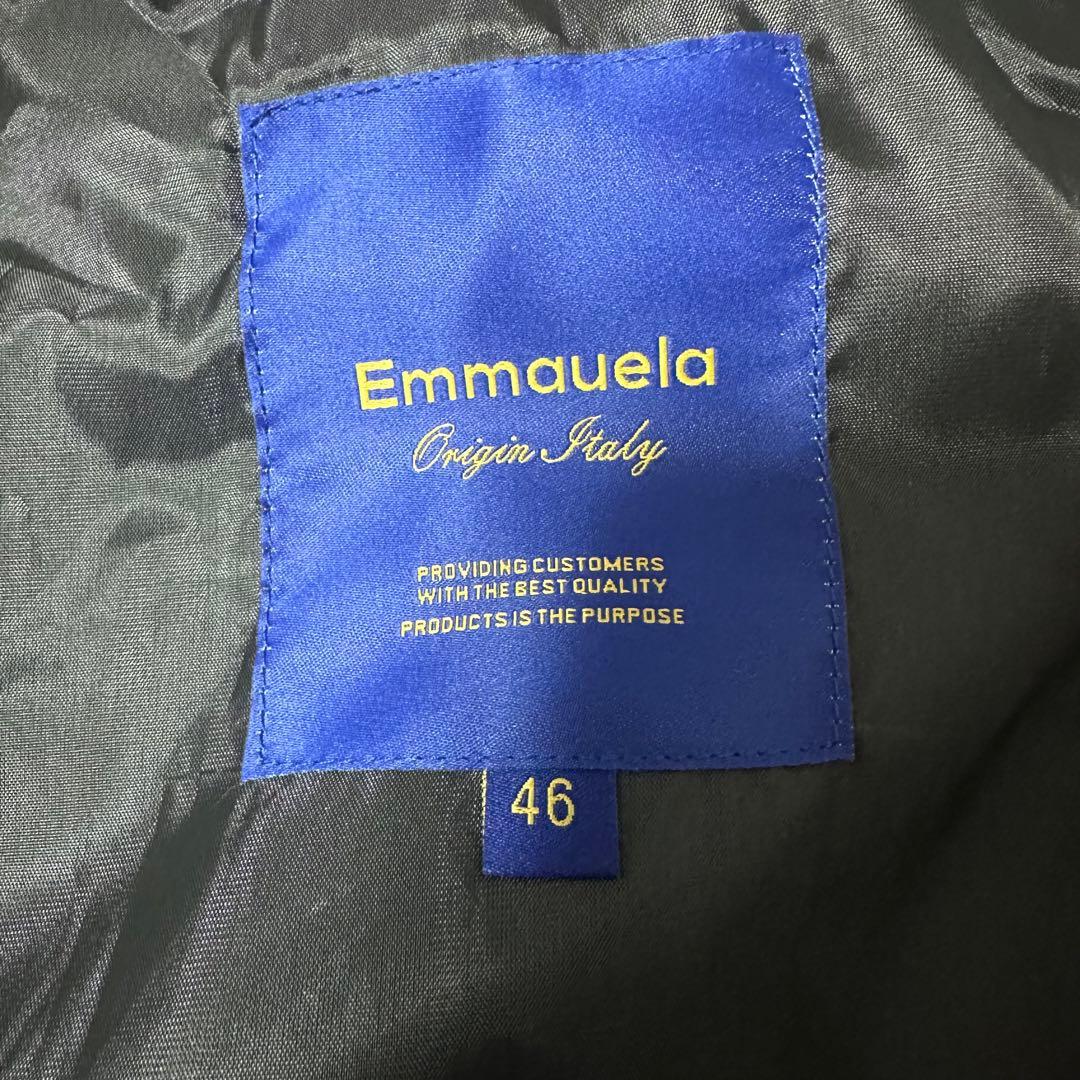 Emmauela
Origin Italy
PROVIDING CUSTOMERS
WITH THE BEST QUALITY
PRODUCTS IS THE PURPOSE
46